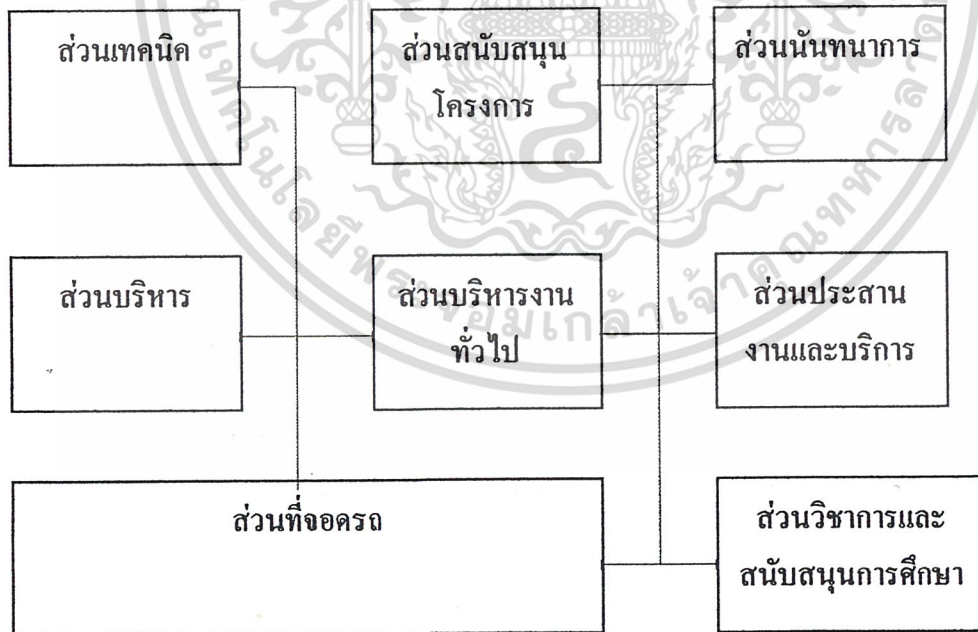 ส่วนเทคนิค
ส่วนสนับสนุน
โครงการ
ส่วนนันทนาการ
ส่วนบริหาร
ส่วนบริหารงาน
ทั่วไป
ส่วนประสาน
งานและบริการ
ส่วนที่จอดรถ
ส่วนวิชาการและ
สนับสนุนการศึกษา